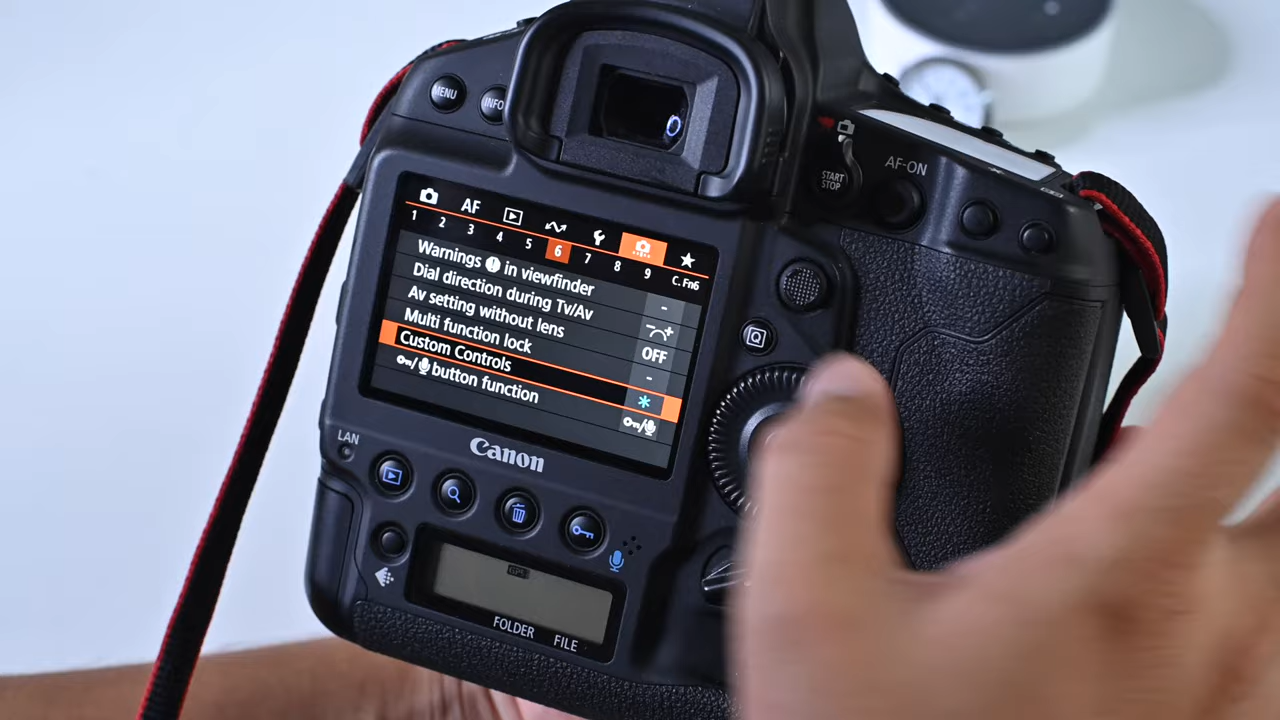 MENU
INFO
START
STOP
AF-ON
AF
1 2 3 4 5 6 7 8 9 C.Fn6
Warnings ! in viewfinder -
Dial direction during Tv/Av
Av setting without lens OFF
Multi function lock -
Custom Controls
button function
Q
LAN
Canon
GPS
FOLDER FILE